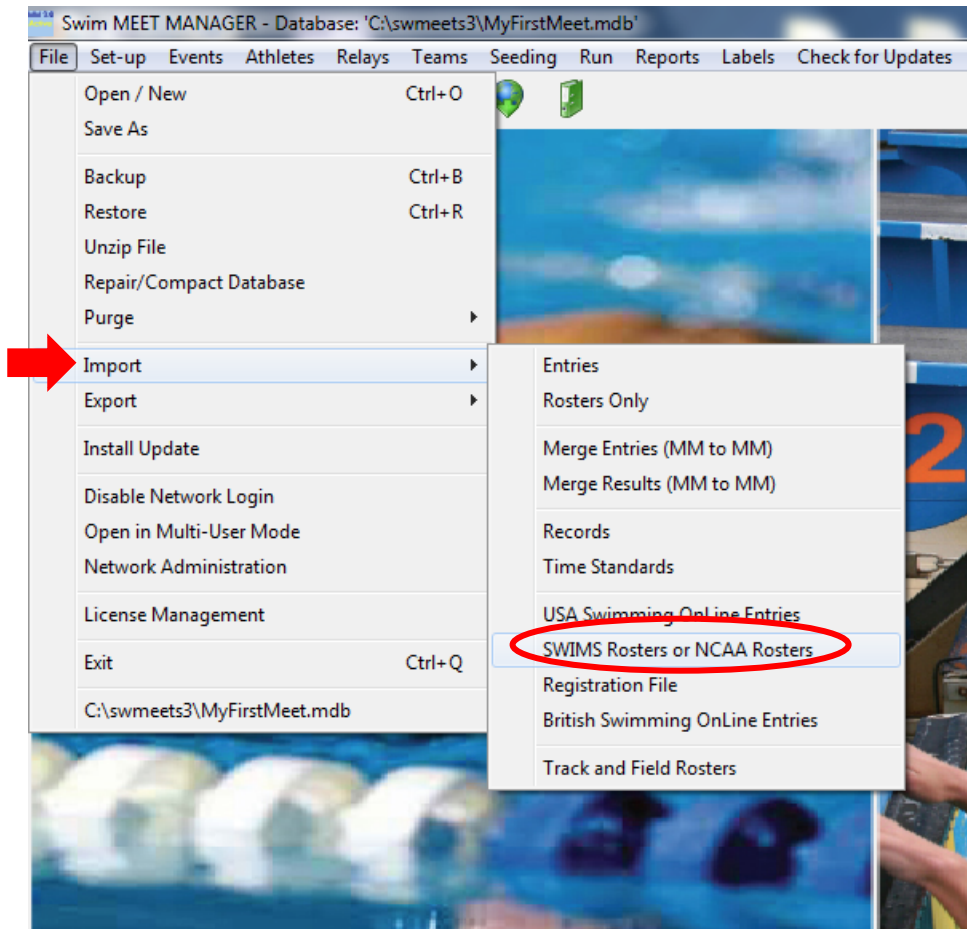 Swim MEET MANAGER - Database: 'C:\swmeets3\MyFirstMeet.mdb'
File Set-up Events Athletes Relays Teams Seeding Run Reports Labels Check for Updates
Open / New Ctrl+O
Save As
Backup Ctrl+B
Restore Ctrl+R
Unzip File
Repair/Compact Database
Purge
Import
Export
Install Update
Disable Network Login
Open in Multi-User Mode
Network Administration
License Management
Exit Ctrl+Q
C:\swmeets3\MyFirstMeet.mdb
Entries
Rosters Only
Merge Entries (MM to MM)
Merge Results (MM to MM)
Records
Time Standards
USA Swimming OnLine Entries
SWIMS Rosters or NCAA Rosters
Registration File
British Swimming OnLine Entries
Track and Field Rosters
2